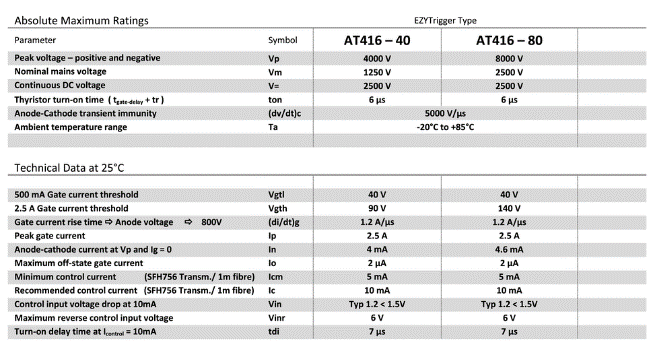 Absolute Maximum Ratings EZYTrigger Type
Parameter Symbol AT416 – 40 AT416 – 80
Peak voltage – positive and negative Vp 4000 V 8000 V
Nominal mains voltage Vm 1250 V 2500 V
Continuous DC voltage V= 2500 V 2500 V
Thyristor turn-on time ( tgate-delay + tr ) ton 6 µs 6 µs
Anode-Cathode transient immunity (dv/dt)c 5000 V/µs
Ambient temperature range Ta -20°C to +85°C
Technical Data at 25°C
500 mA Gate current threshold Vgtl 40 V 40 V
2.5 A Gate current threshold Vgth 90 V 140 V
Gate current rise time ⇨ Anode voltage ⇨ 800V (di/dt)g 1.2 A/µs 1.2 A/µs
Peak gate current Ip 2.5 A 2.5 A
Anode-cathode current at Vp and Ig = 0 In 4 mA 4.6 mA
Maximum off-state gate current Io 2 µA 2 µA
Minimum control current (SFH756 Transm./ 1m fibre) Icm 5 mA 5 mA
Recommended control current (SFH756 Transm./ 1m fibre) Ic 10 mA 10 mA
Control input voltage drop at 10mA Vin Typ 1.2 < 1.5V Typ 1.2 < 1.5V
Maximum reverse control input voltage Vinr 6 V 6 V
Turn-on delay time at Icontrol = 10mA tdi 7 µs 7 µs